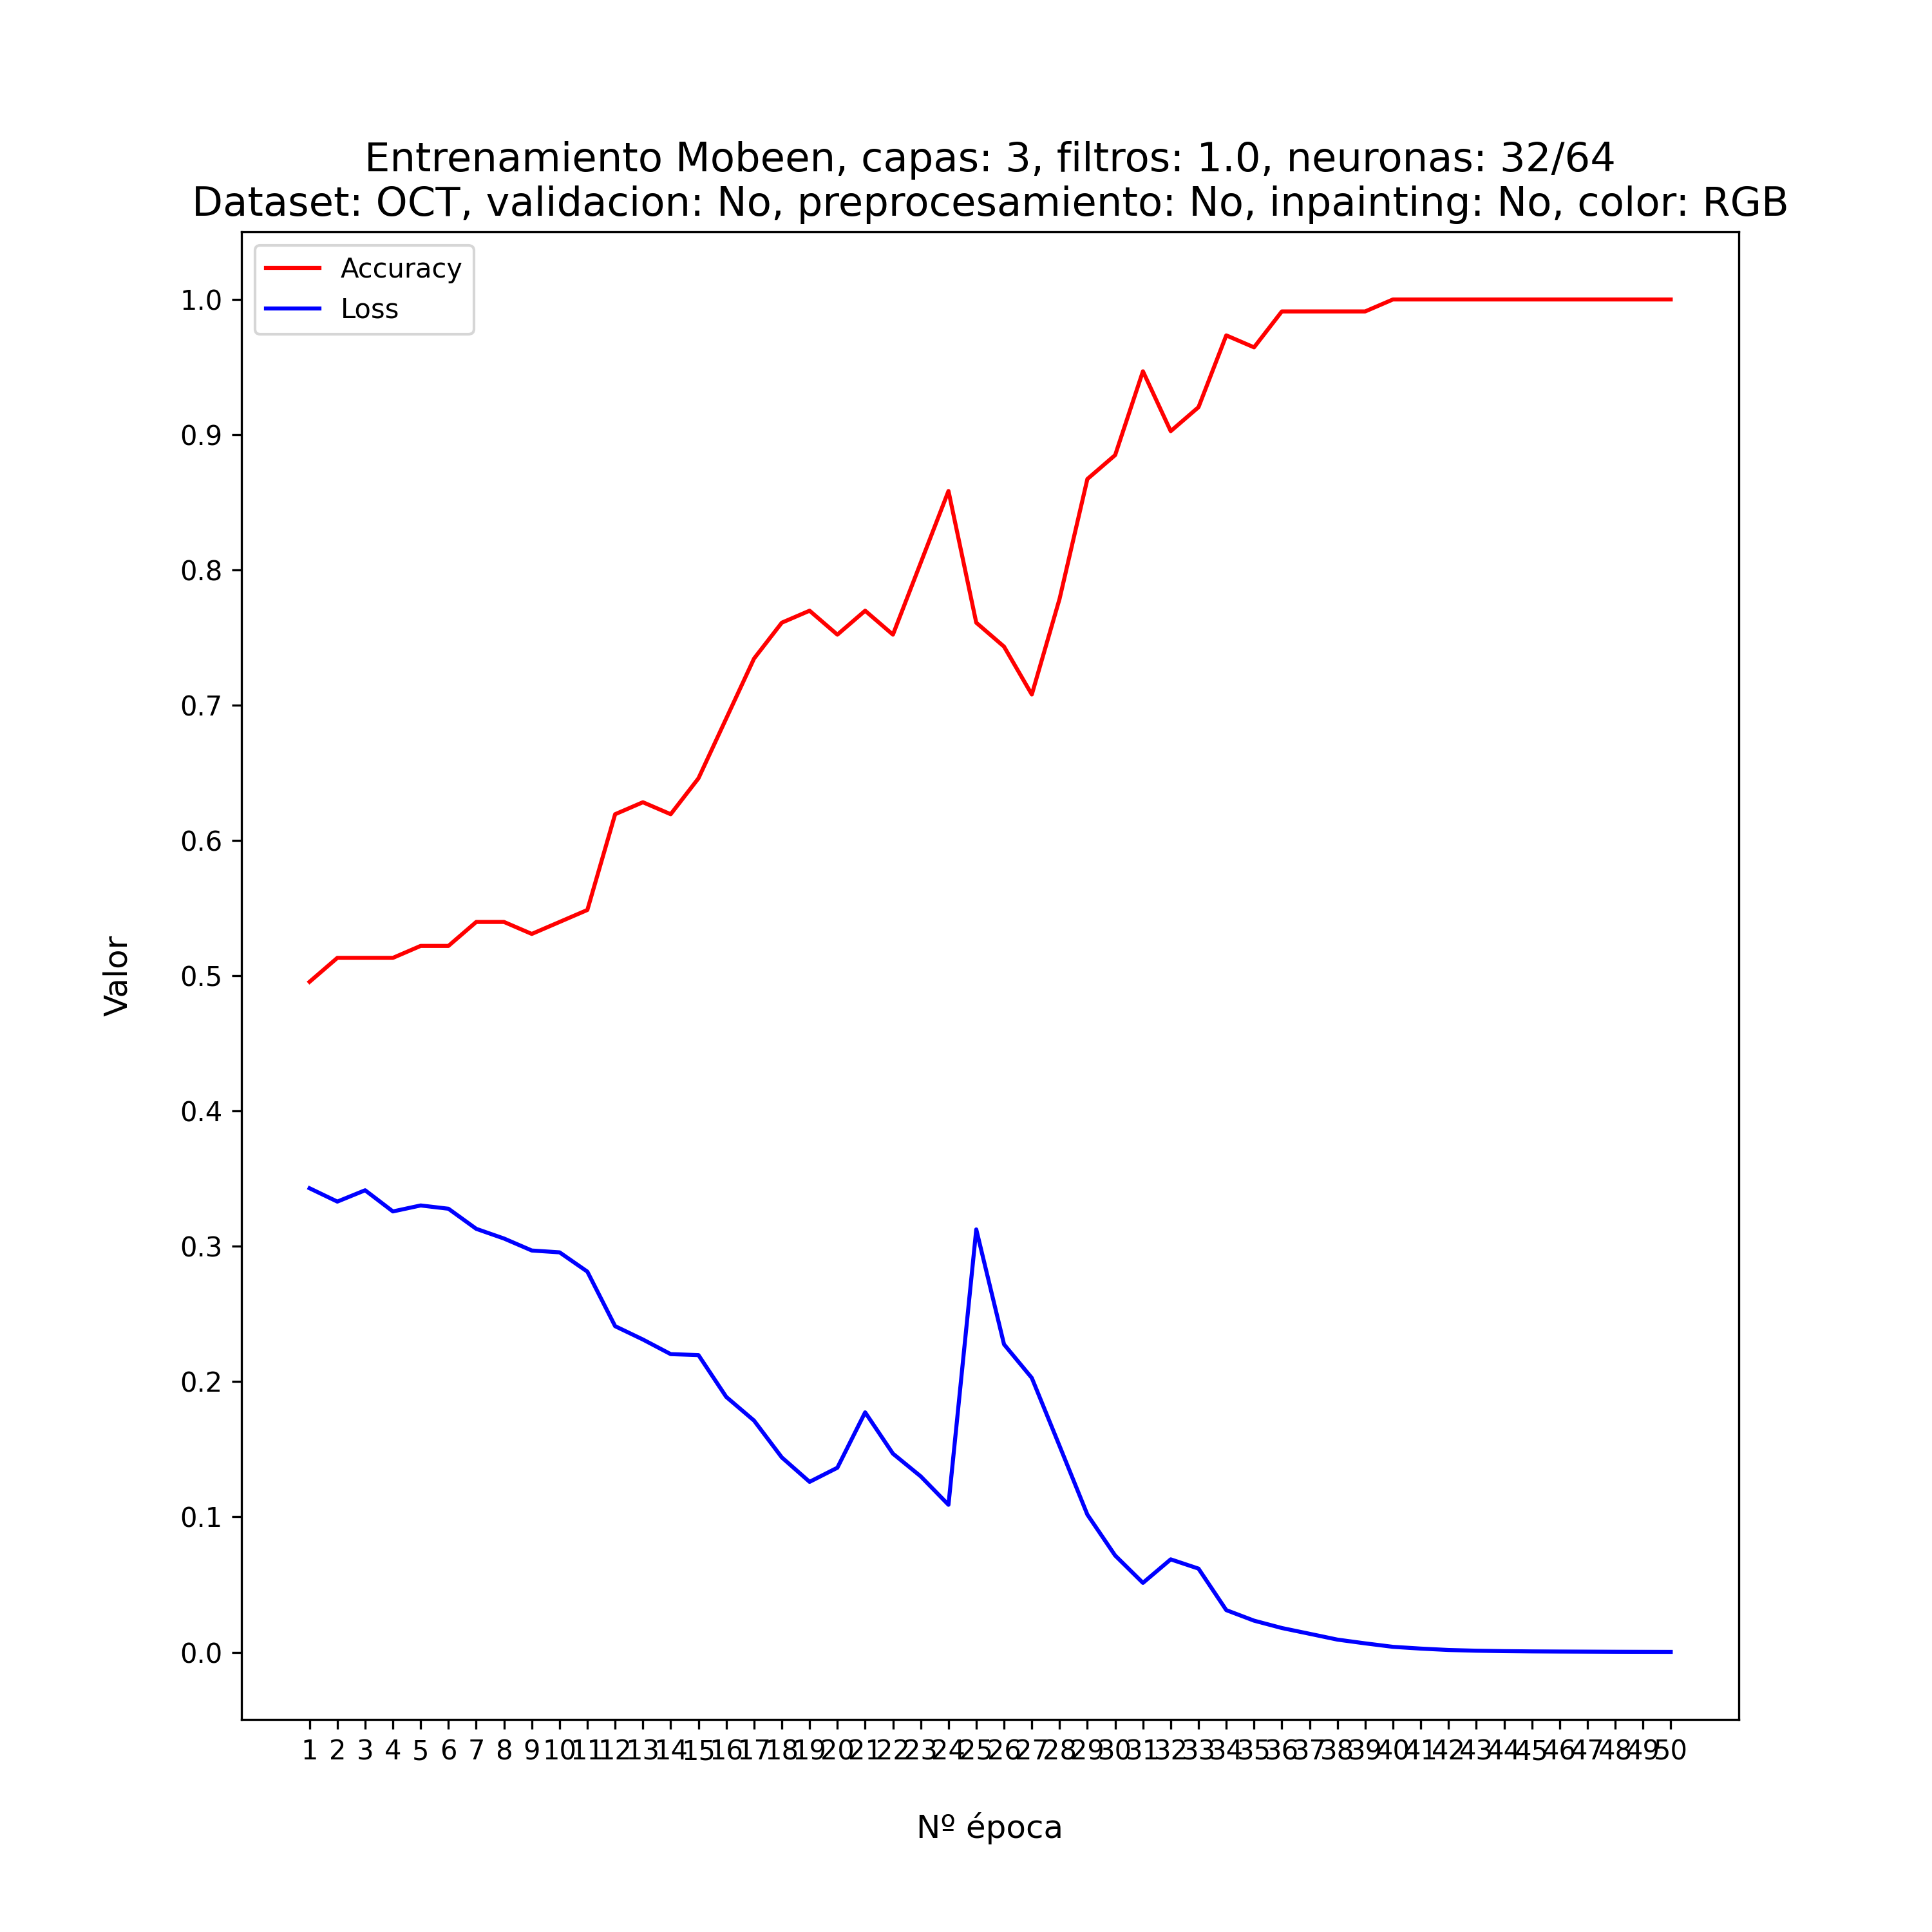 Entrenamiento Mobeen, capas: 3, filtros: 1.0, neuronas: 32/64
Dataset: OCT, validacion: No, preprocesamiento: No, inpainting: No, color: RGB
Accuracy
Loss
1.0
0.9
0.8
0.7
0.6
0.5
0.4
0.3
0.2
0.1
0.0
Valor
1 2 3 4 5 6 7 8 9 10 11 12 13 14 15 16 17 18 19 20 21 22 23 24 25 26 27 28 29 30 31 32 33 34 35 36 37 38 39 40 41 42 43 44 45 46 47 48 49 50
Nº época